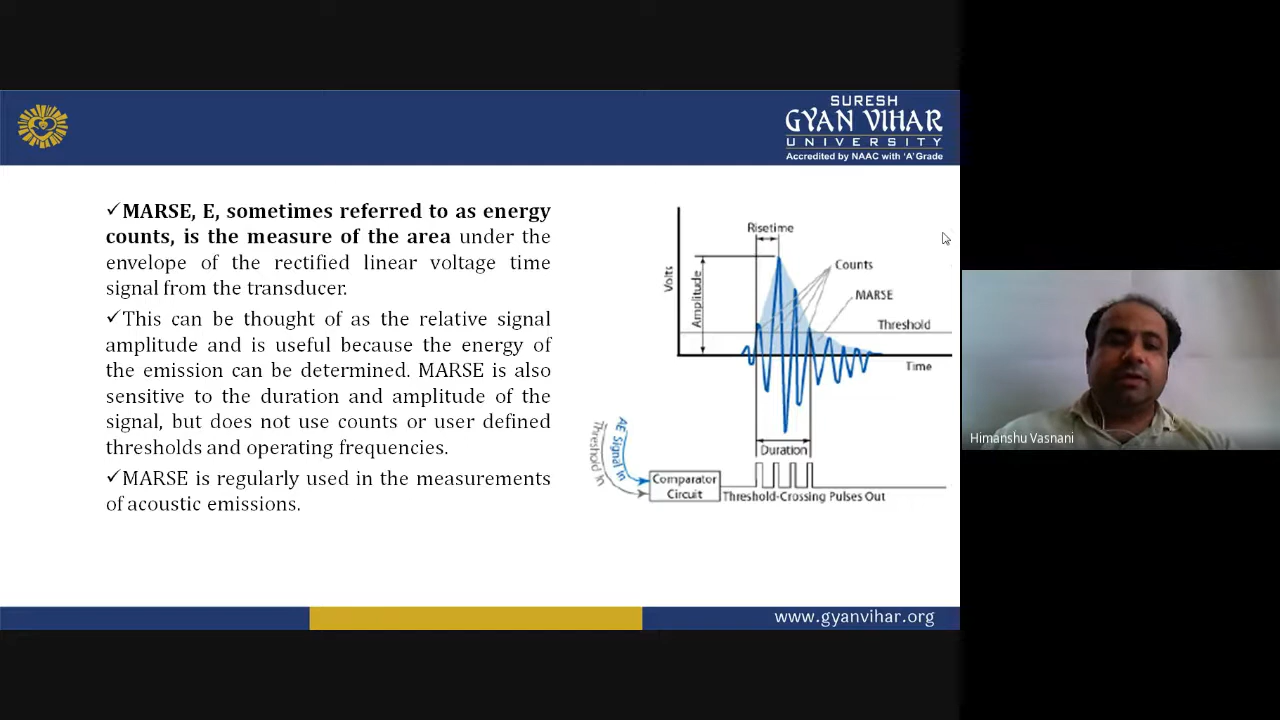 SURESH
GYAN VIHAR
UNIVERSITY
Accredited by NAAC with 'A' Grade
✓MARSE, E, sometimes referred to as energy
counts, is the measure of the area under the
envelope of the rectified linear voltage time
signal from the transducer.
✓This can be thought of as the relative signal
amplitude and is useful because the energy of
the emission can be determined. MARSE is also
sensitive to the duration and amplitude of the
signal, but does not use counts or user defined
thresholds and operating frequencies.
✓MARSE is regularly used in the measurements
of acoustic emissions.
Risetime
Counts
Volts
Amplitude
MARSE
Threshold
Time
AE Signal in
Threshold in
Duration
Comparator
Circuit
Threshold-Crossing Pulses Out
www.gyanvihar.org
Himanshu Vasnani